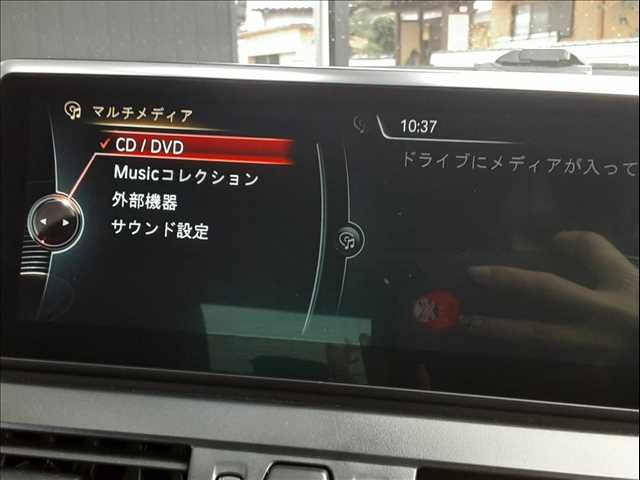 マルチメディア
CD / DVD
Musicコレクション
外部機器
サウンド設定
10:37
ドライブにメディアが入って